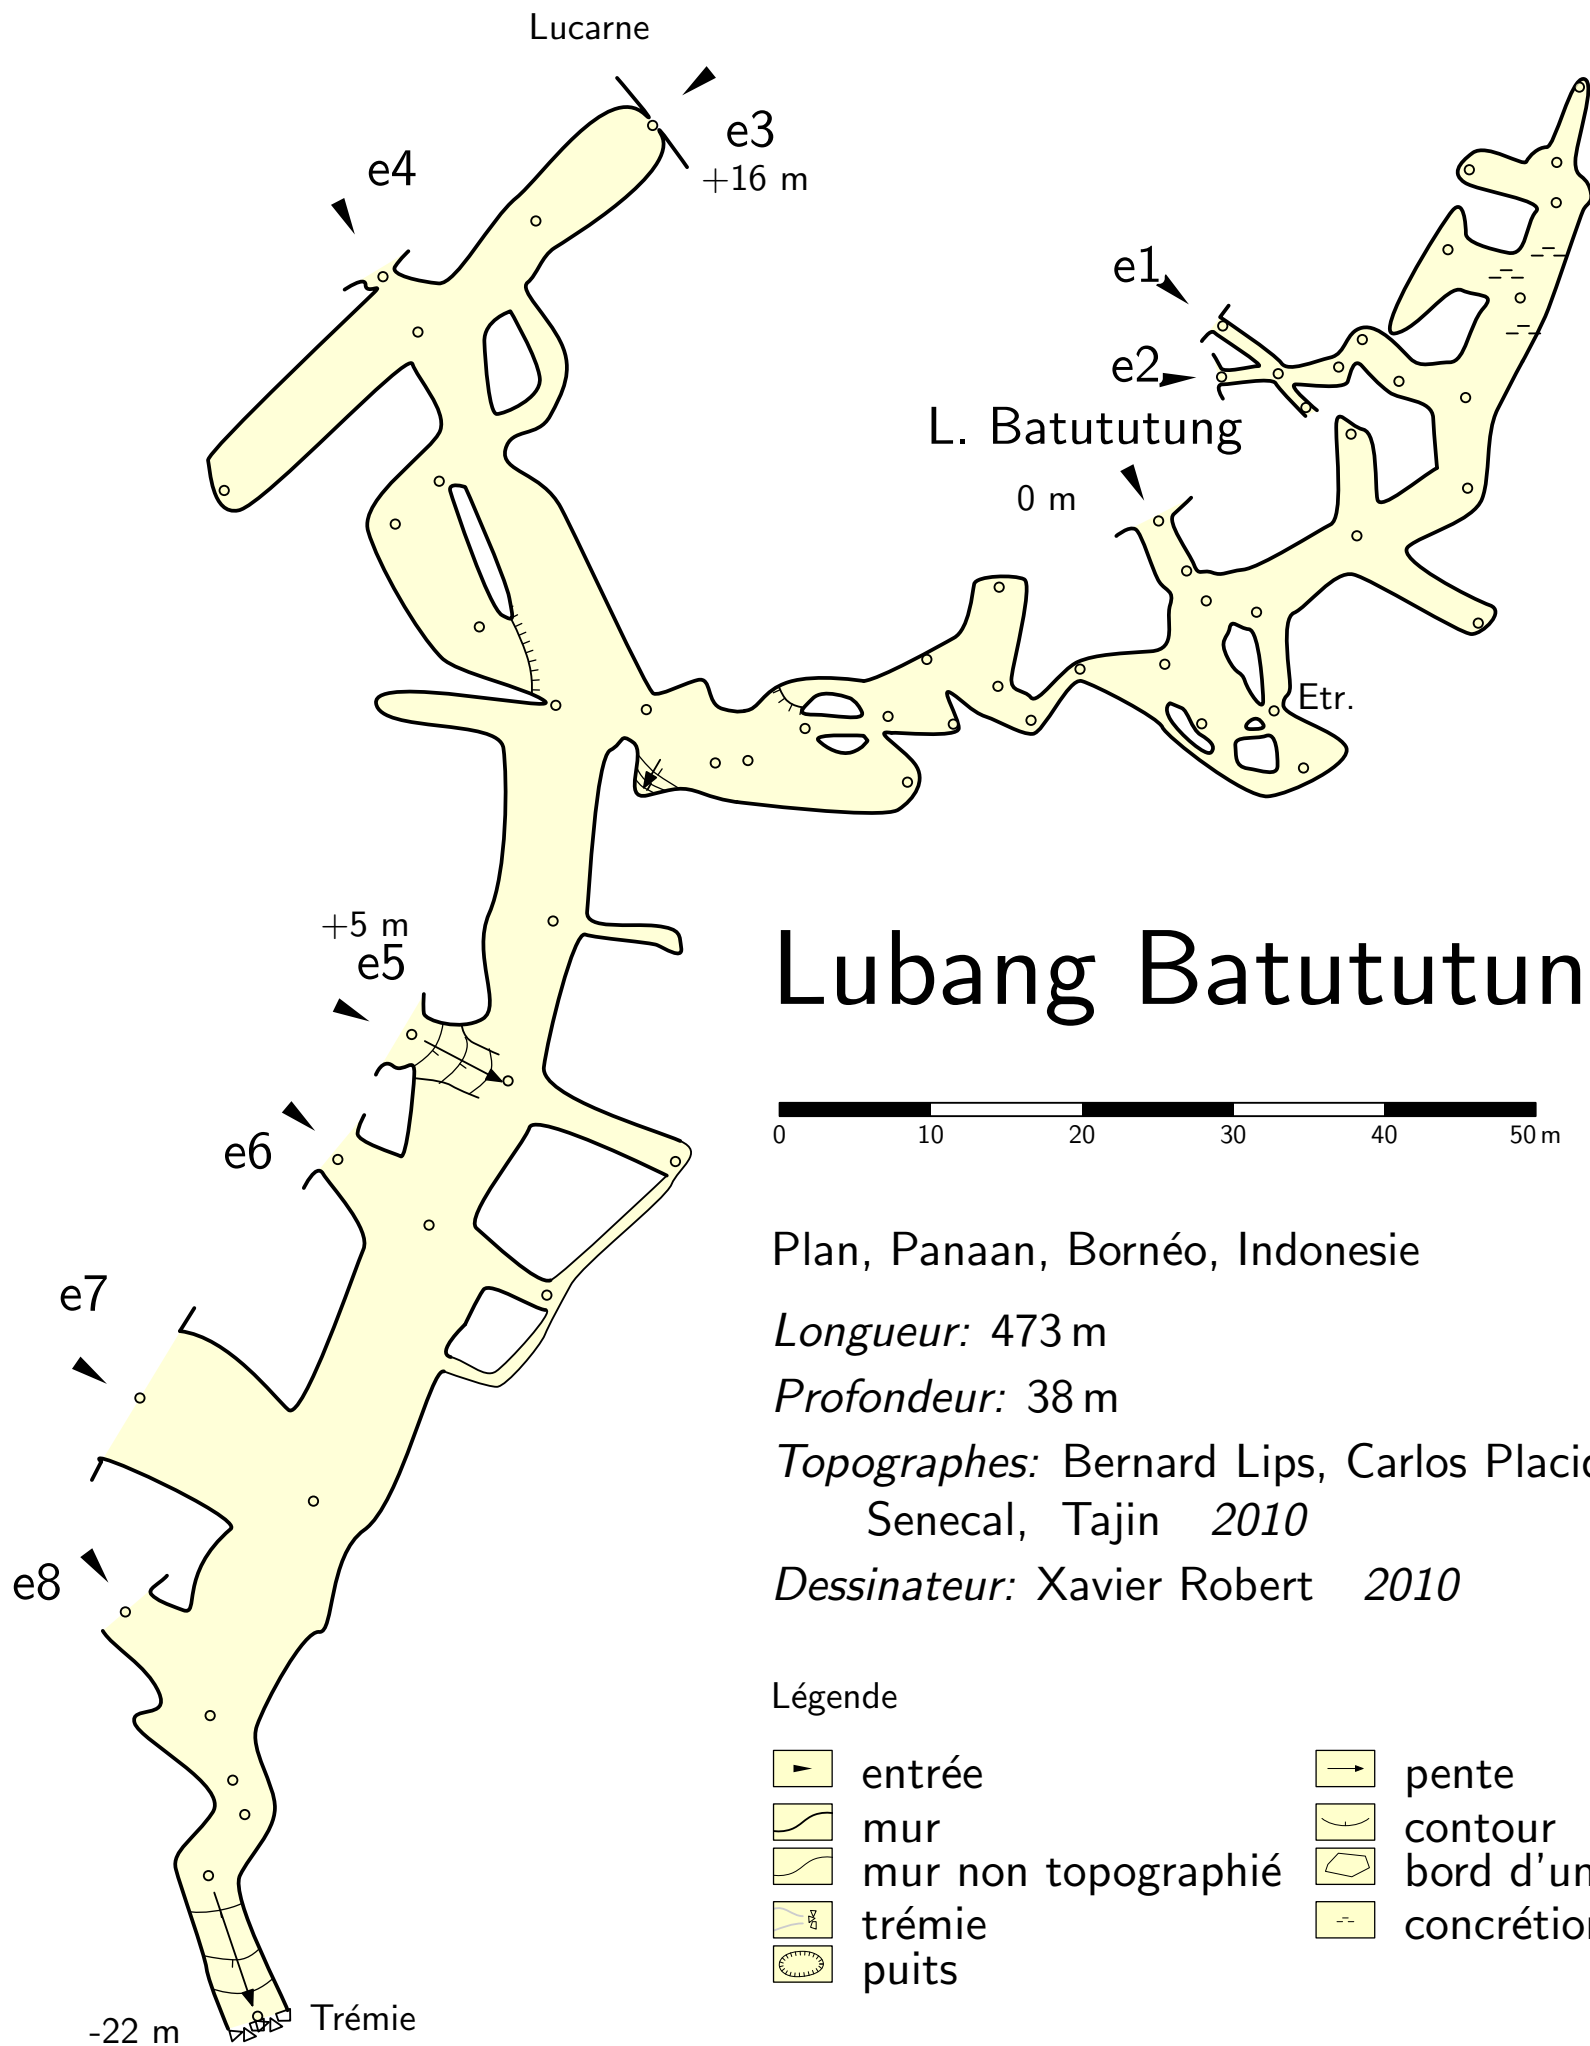 Lucarne
e3
+16 m
e4
e1
e2
L. Batututung
0 m
Etr.
+5 m
e5
Lubang Batututun
0 10 20 30 40 50 m
e6
Plan, Panaan, Bornéo, Indonesie
e7
Longueur: 473 m
Profondeur: 38 m
Topographes: Bernard Lips, Carlos Placid
Senecal, Tajin 2010
e8
Dessinateur: Xavier Robert 2010
Légende
entrée
pente
mur
contour
mur non topographié
bord d'un
trémie
concrétion
puits
Trémie
-22 m